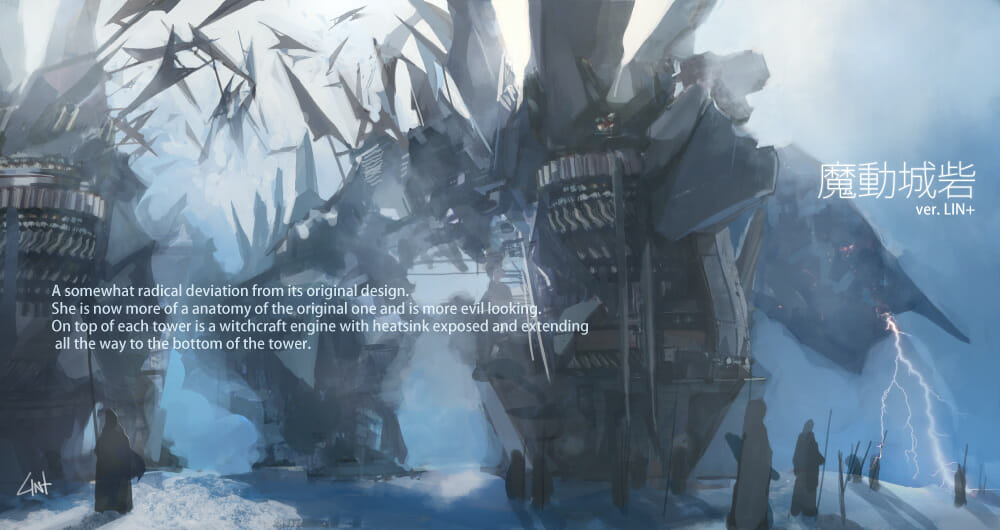 魔動城砦
ver. LIN+
A somewhat radical deviation from its original design.
She is now more of a anatomy of the original one and is more evil looking.
On top of each tower is a witchcraft engine with heatsink exposed and extending
all the way to the bottom of the tower.
LIN+